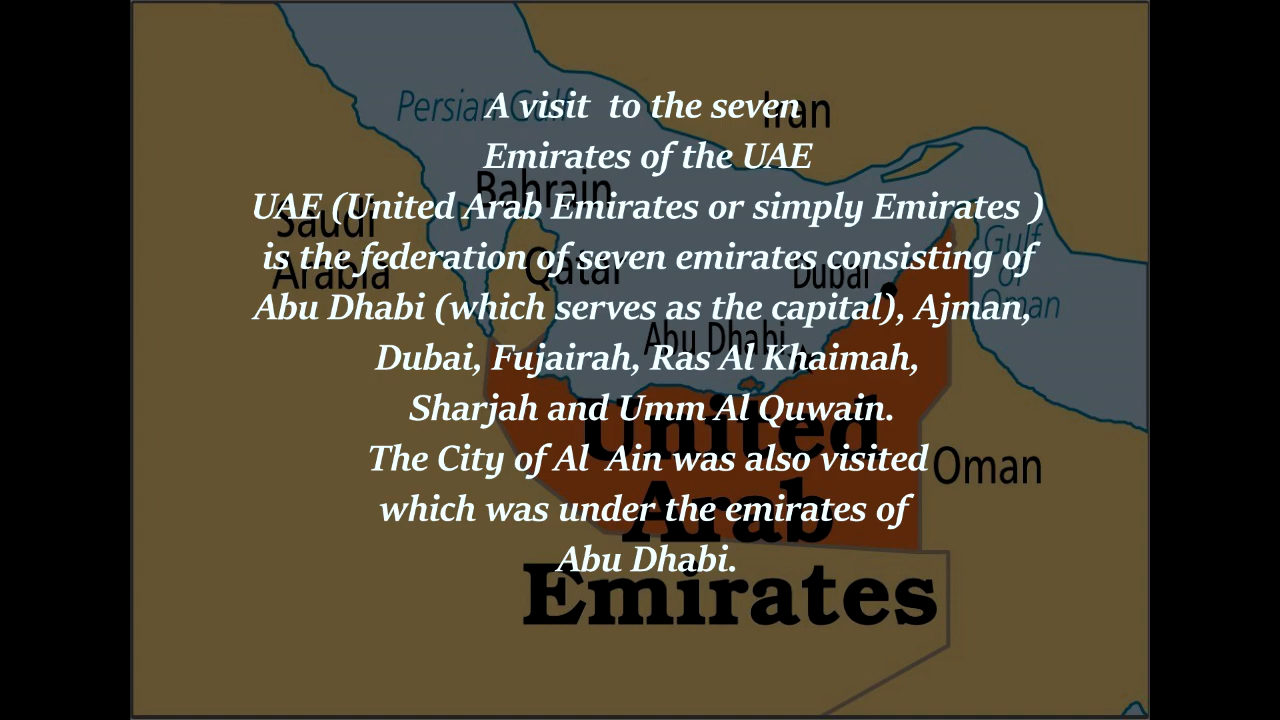 A visit  to the seven
Emirates of the UAE
UAE (United Arab Emirates or simply Emirates )
is the federation of seven emirates consisting of
Abu Dhabi (which serves as the capital), Ajman,
Dubai, Fujairah, Ras Al Khaimah,
Sharjah and Umm Al Quwain.
The City of Al  Ain was also visited
which was under the emirates of
Abu Dhabi.
Persian Gulf
Iran
Bahrain
Saudi
Arabia
Qatar
Dubai
Gulf
of
Oman
Abu Dhabi
United
Arab
Emirates
Oman